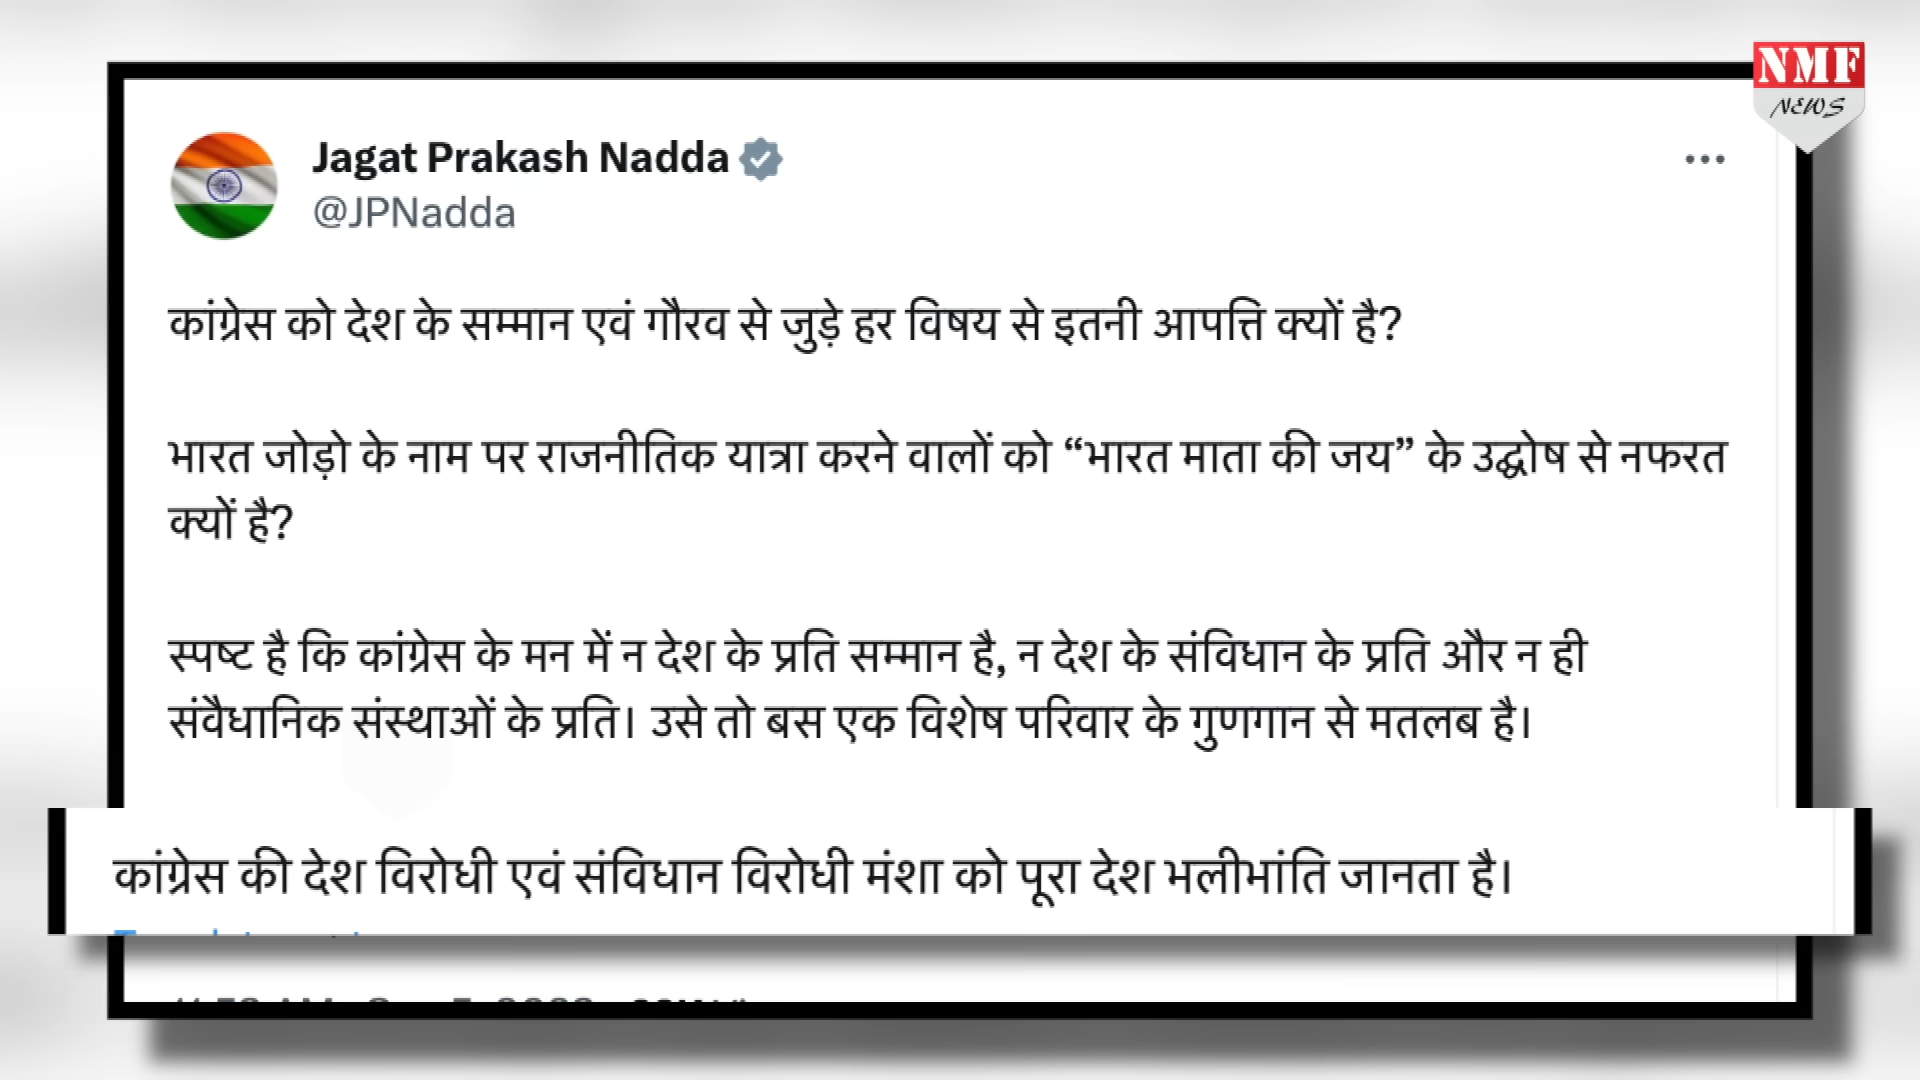 NMF
NEWS
Jagat Prakash Nadda
@JPNadda
कांग्रेस को देश के सम्मान एवं गौरव से जुड़े हर विषय से इतनी आपत्ति क्यों है?
भारत जोड़ो के नाम पर राजनीतिक यात्रा करने वालों को “भारत माता की जय” के उद्घोष से नफरत
क्यों है?
स्पष्ट है कि कांग्रेस के मन में न देश के प्रति सम्मान है, न देश के संविधान के प्रति और न ही
संवैधानिक संस्थाओं के प्रति। उसे तो बस एक विशेष परिवार के गुणगान से मतलब है।
कांग्रेस की देश विरोधी एवं संविधान विरोधी मंशा को पूरा देश भलीभांति जानता है।